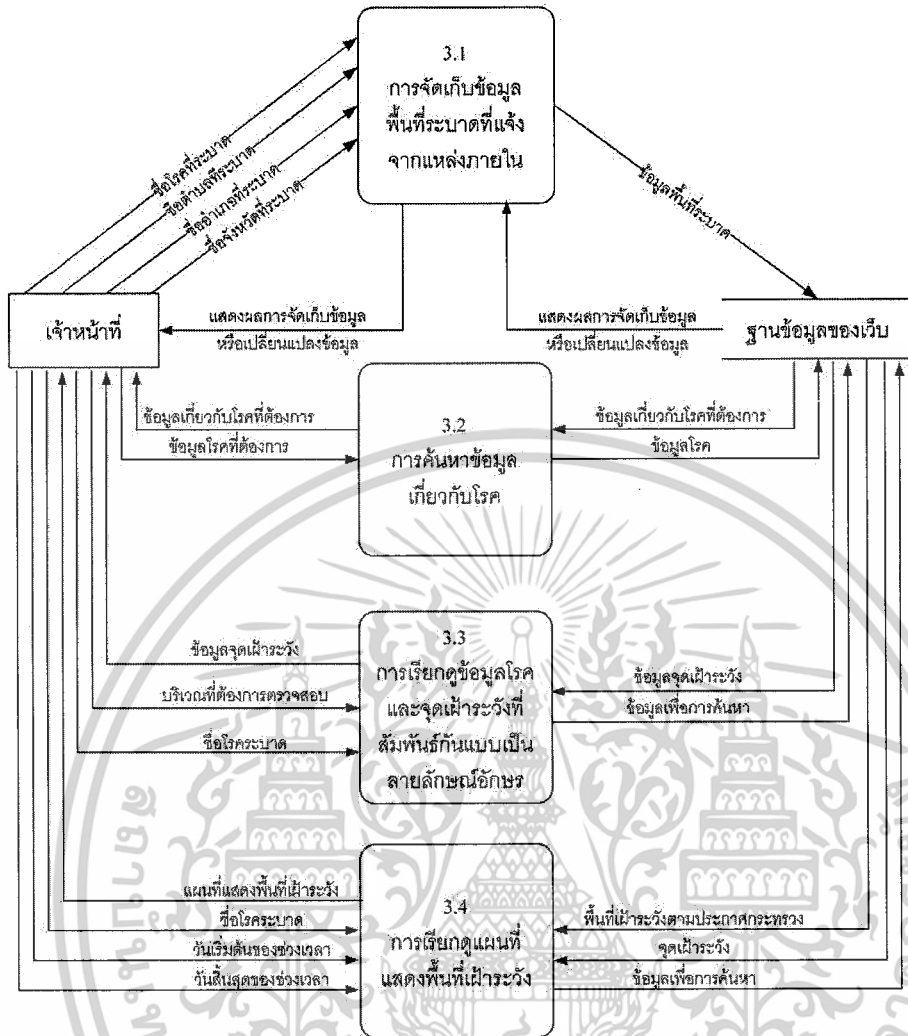 3.1
การจัดเก็บข้อมูล
พื้นที่ระบาดที่แจ้ง
จากแหล่งภายใน
ชื่อโรคที่ระบาด
ชื่อตำบลที่ระบาด
ชื่ออำเภอที่ระบาด
ชื่อจังหวัดที่ระบาด
ข้อมูลพื้นที่ระบาด
เจ้าหน้าที่
แสดงผลการจัดเก็บข้อมูล
หรือเปลี่ยนแปลงข้อมูล
แสดงผลการจัดเก็บข้อมูล
หรือเปลี่ยนแปลงข้อมูล
ฐานข้อมูลของเว็บ
ข้อมูลเกี่ยวกับโรคที่ต้องการ
ข้อมูลโรคที่ต้องการ
3.2
การค้นหาข้อมูล
เกี่ยวกับโรค
ข้อมูลเกี่ยวกับโรคที่ต้องการ
ข้อมูลโรค
ข้อมูลจุดเฝ้าระวัง
บริเวณที่ต้องการตรวจสอบ
ชื่อโรคระบาด
3.3
การเรียกดูข้อมูลโรค
และจุดเฝ้าระวังที่
สัมพันธ์กันแบบเป็น
ลายลักษณ์อักษร
ข้อมูลจุดเฝ้าระวัง
ข้อมูลเพื่อการค้นหา
แผนที่แสดงพื้นที่เฝ้าระวัง
ชื่อโรคระบาด
วันเริ่มต้นของช่วงเวลา
วันสิ้นสุดของช่วงเวลา
3.4
การเรียกดูแผนที่
แสดงพื้นที่เฝ้าระวัง
พื้นที่เฝ้าระวังตามประกาศกระทรวง
จุดเฝ้าระวัง
ข้อมูลเพื่อการค้นหา